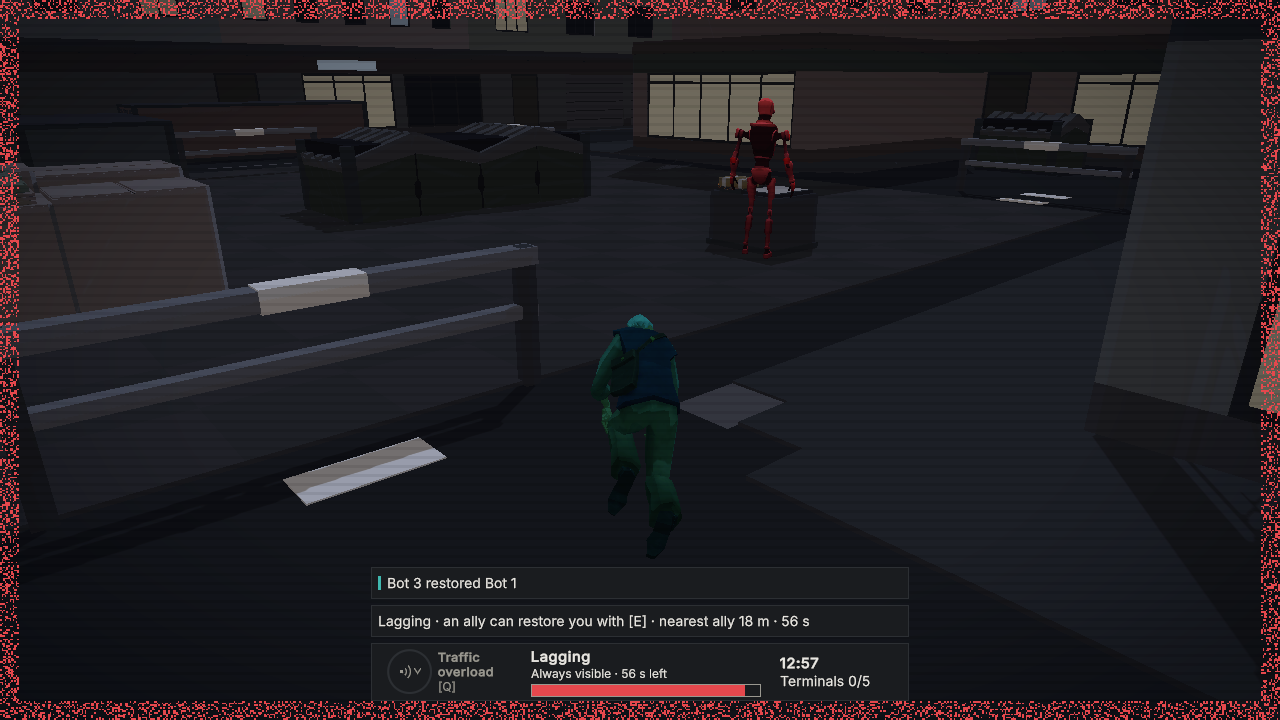 Bot 3 restored Bot 1
Lagging · an ally can restore you with [E] · nearest ally 18 m · 56 s
Traffic
overload
[Q]
Lagging
Always visible · 56 s left
12:57
Terminals 0/5